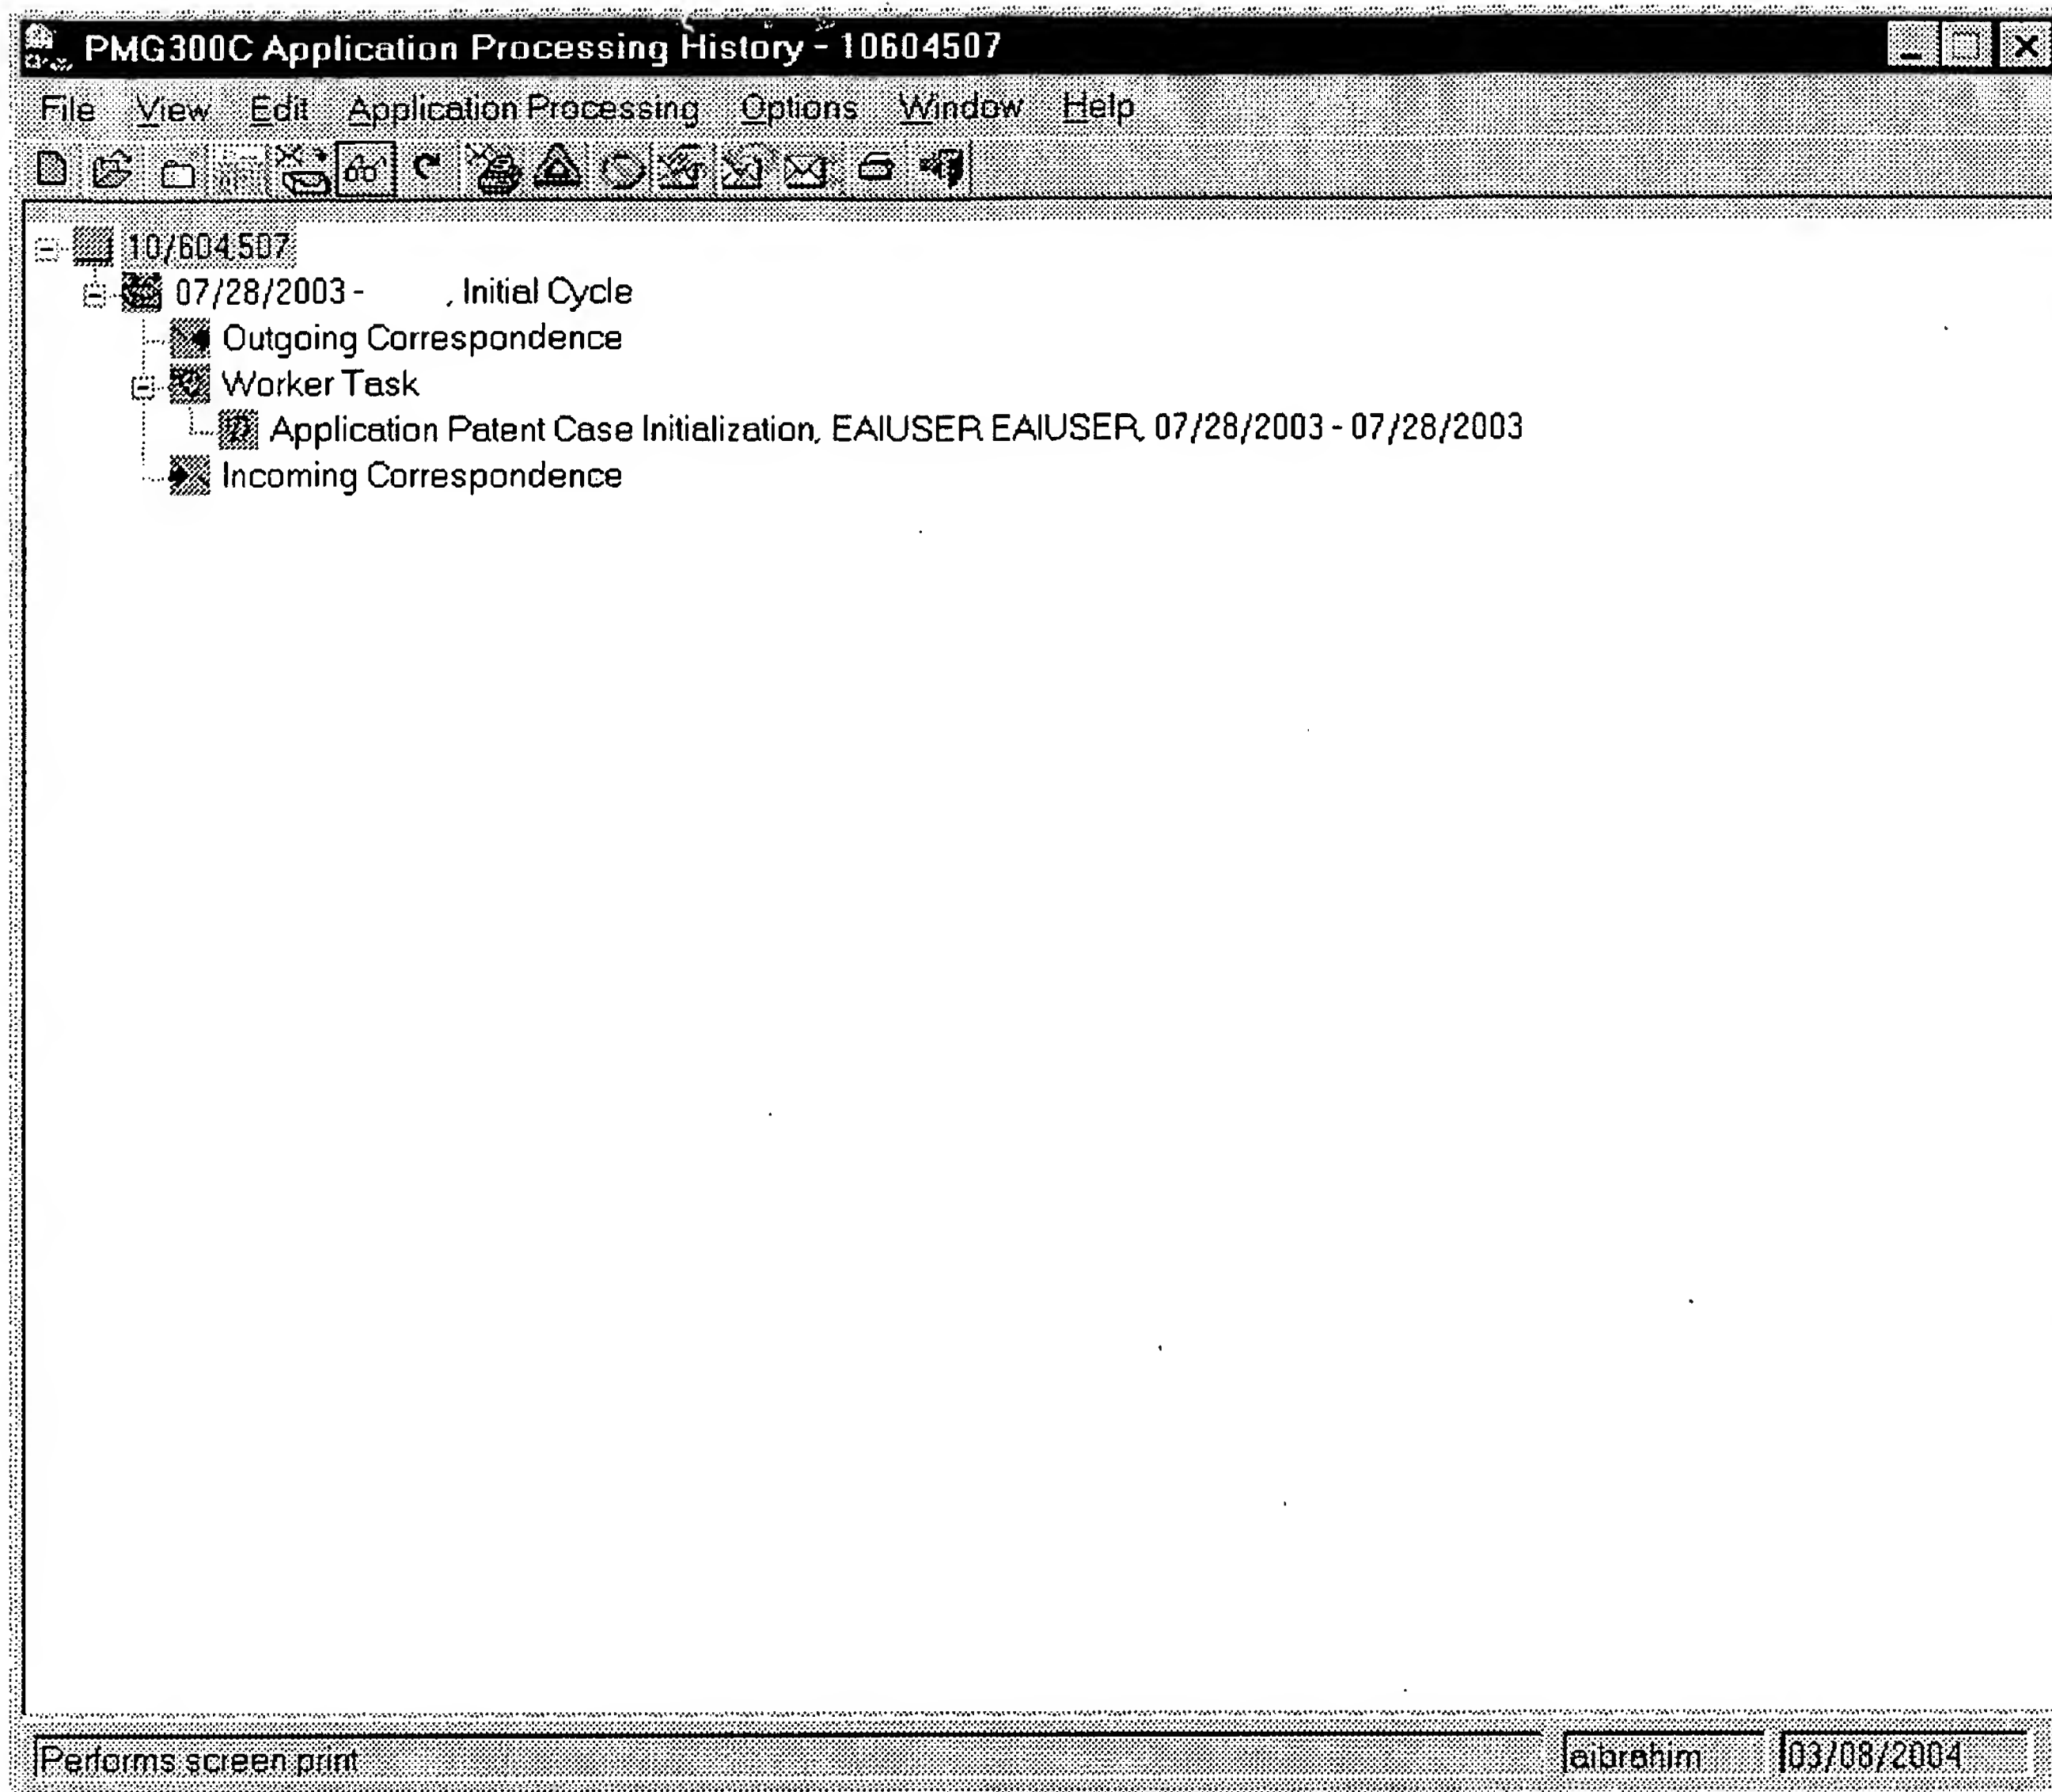 PMG300C Application Processing History - 10604507
File View Edit Application Processing Options Window Help
10/604,507
07/28/2003 - , Initial Cycle
Outgoing Correspondence
Worker Task
Application Patent Case Initialization, EAIUSER EAIUSER, 07/28/2003 - 07/28/2003
Incoming Correspondence
Performs screen print aibrahim 03/08/2004